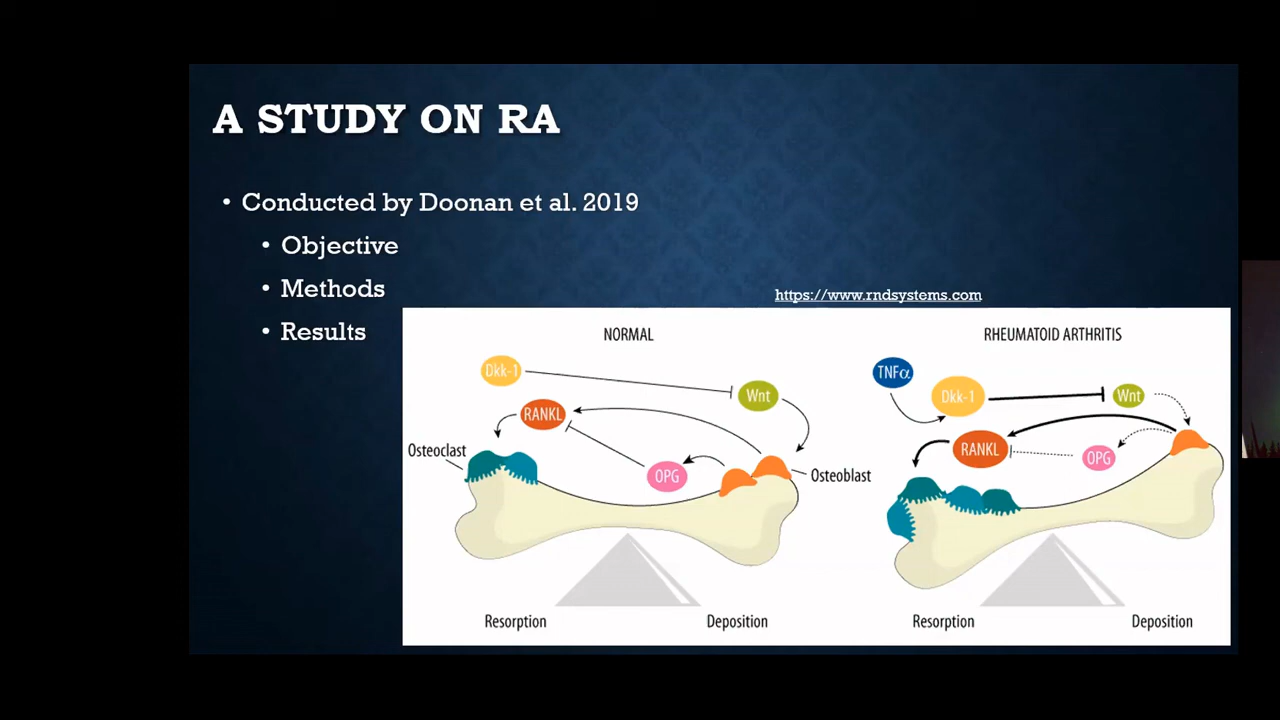 A STUDY ON RA
• Conducted by Doonan et al. 2019
• Objective
• Methods
• Results
https://www.rndsystems.com
NORMAL
Dkk-1
Wnt
RANKL
Osteoclast
OPG
Osteoblast
Resorption
Deposition
RHEUMATOID ARTHRITIS
TNFα
Dkk-1
Wnt
RANKL
OPG
Resorption
Deposition